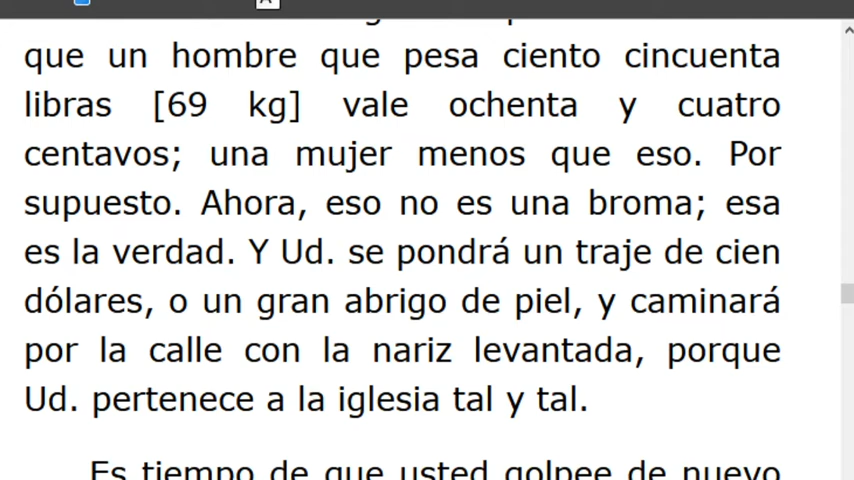 que un hombre que pesa ciento cincuenta
libras [69 kg] vale ochenta y cuatro
centavos; una mujer menos que eso. Por
supuesto. Ahora, eso no es una broma; esa
es la verdad. Y Ud. se pondrá un traje de cien
dólares, o un gran abrigo de piel, y caminará
por la calle con la nariz levantada, porque
Ud. pertenece a la iglesia tal y tal.
Es tiempo de que usted golpee de nuevo